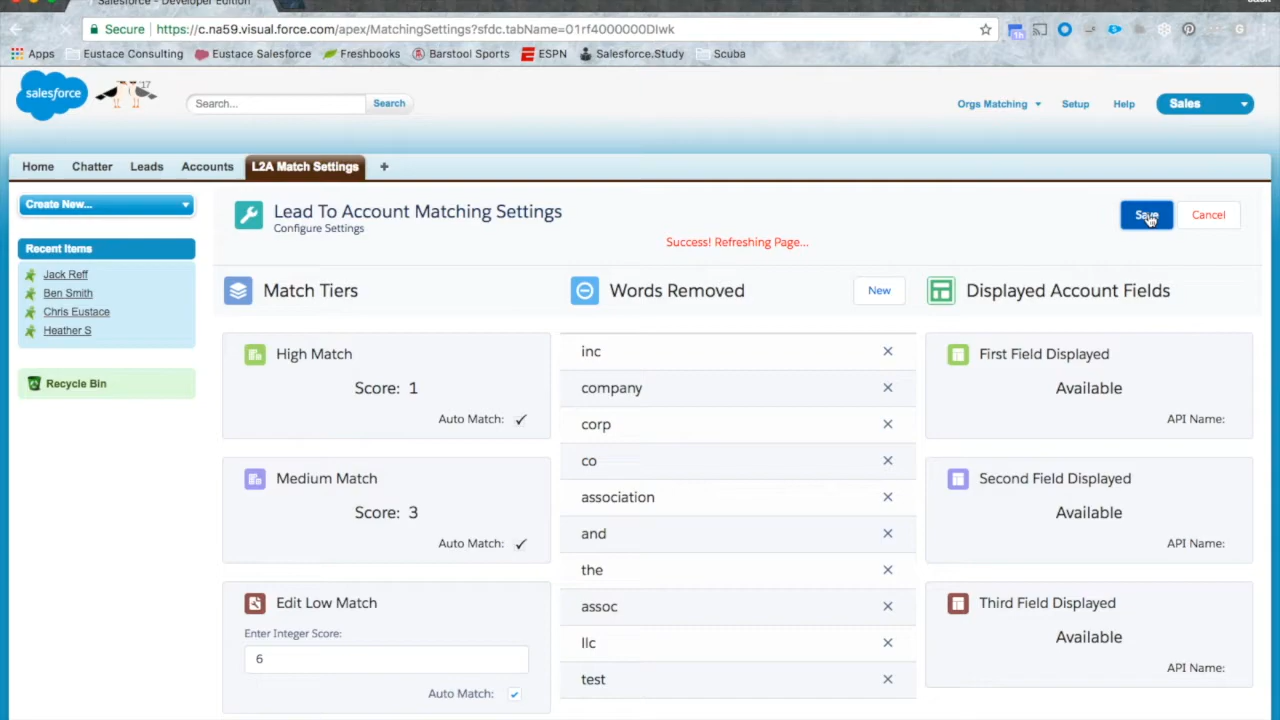 Salesforce - Developer Edition
Secure https://c.na59.visual.force.com/apex/MatchingSettings?sfdc.tabName=01rf4000000Dlwk
Apps Eustace Consulting Eustace Salesforce Freshbooks Barstool Sports ESPN Salesforce.Study Scuba
salesforce '17 Search... Search Orgs Matching Setup Help Sales
Home Chatter Leads Accounts L2A Match Settings +
Create New...
Recent Items
Jack Reff
Ben Smith
Chris Eustace
Heather S
Recycle Bin
Lead To Account Matching Settings
Configure Settings
Success! Refreshing Page...
Save Cancel
Match Tiers
High Match
Score: 1
Auto Match: ✓
Medium Match
Score: 3
Auto Match: ✓
Edit Low Match
Enter Integer Score:
6
Auto Match: ✓
Words Removed New
inc
company
corp
co
association
and
the
assoc
llc
test
Displayed Account Fields
First Field Displayed
Available
API Name:
Second Field Displayed
Available
API Name:
Third Field Displayed
Available
API Name: